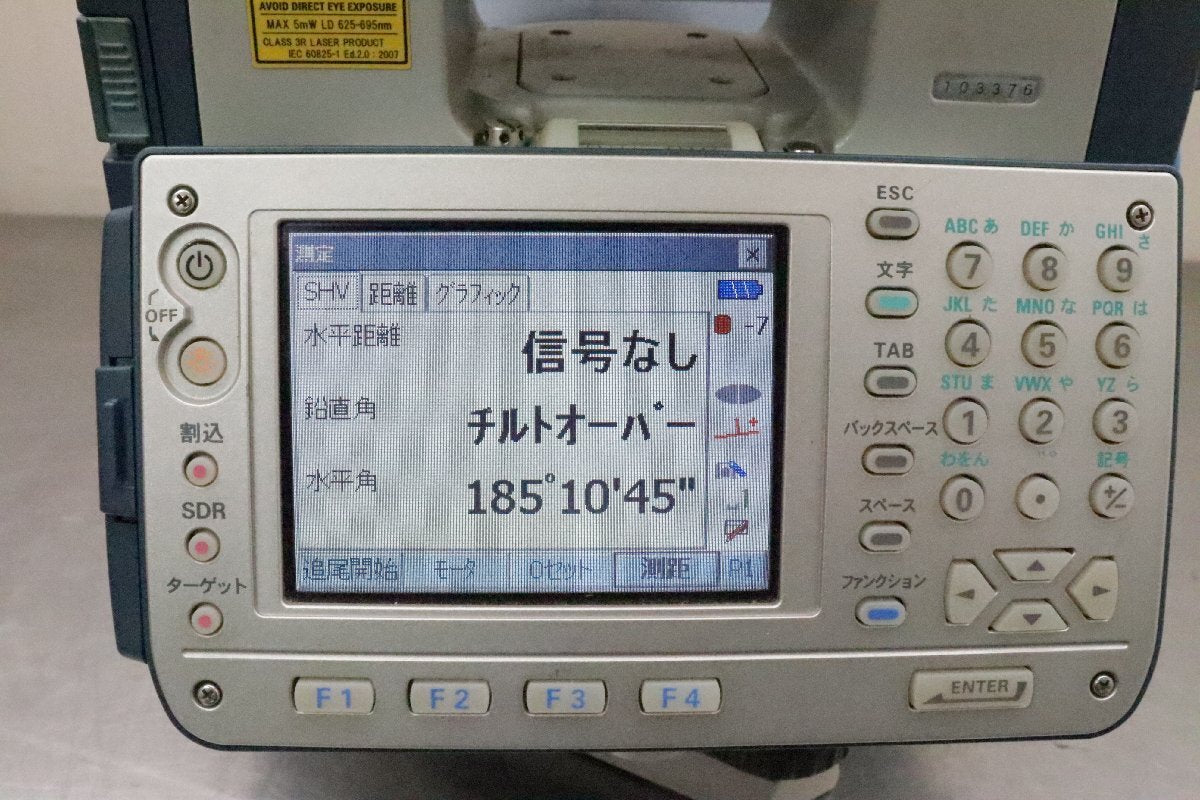 AVOID DIRECT EYE EXPOSURE
MAX 5mW LD 625-695nm
CLASS 3R LASER PRODUCT
IEC 60825-1 Ed.2.0 : 2007
103376
OFF
割込
SDR
ターゲット
測定
SHV 距離 グラフィック
水平距離 信号なし
-7
鉛直角 チルトオーバー
水平角 185°10'45"
追尾開始 モータ 0セット 測距 P1
ESC
文字
TAB
バックスペース
スペース
ファンクション
ABC あ DEF か GHI さ
7 8 9
JKL た MNO な PQR は
4 5 6
STU ま VWX や YZ ら
1 2 3
わをん ゛゜ 記号
0 . +/-
F1 F2 F3 F4
ENTER